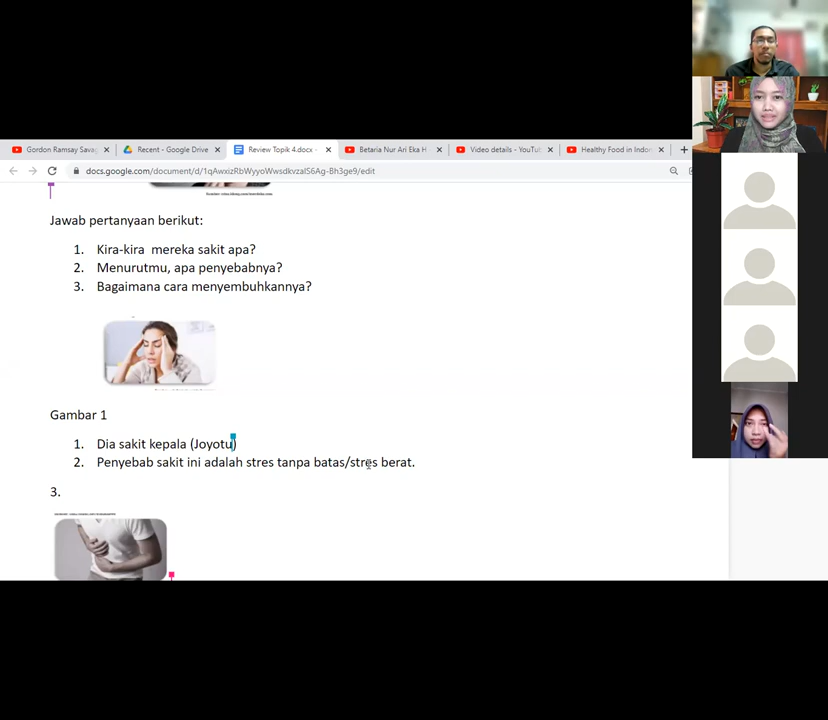 Gordon Ramsay Sava
Recent - Google Drive
Review Topik 4.docx -
Betaria Nur Ari Eka H
Video details - YouTu
Healthy Food in Indo
docs.google.com/document/d/1qAwxizRbWyyoWwsdkvzaIS6Ag-Bh3ge9/edit
Jawab pertanyaan berikut:
1. Kira-kira mereka sakit apa?
2. Menurutmu, apa penyebabnya?
3. Bagaimana cara menyembuhkannya?
Gambar 1
1. Dia sakit kepala (Joyotu)
2. Penyebab sakit ini adalah stres tanpa batas/stres berat.
3.